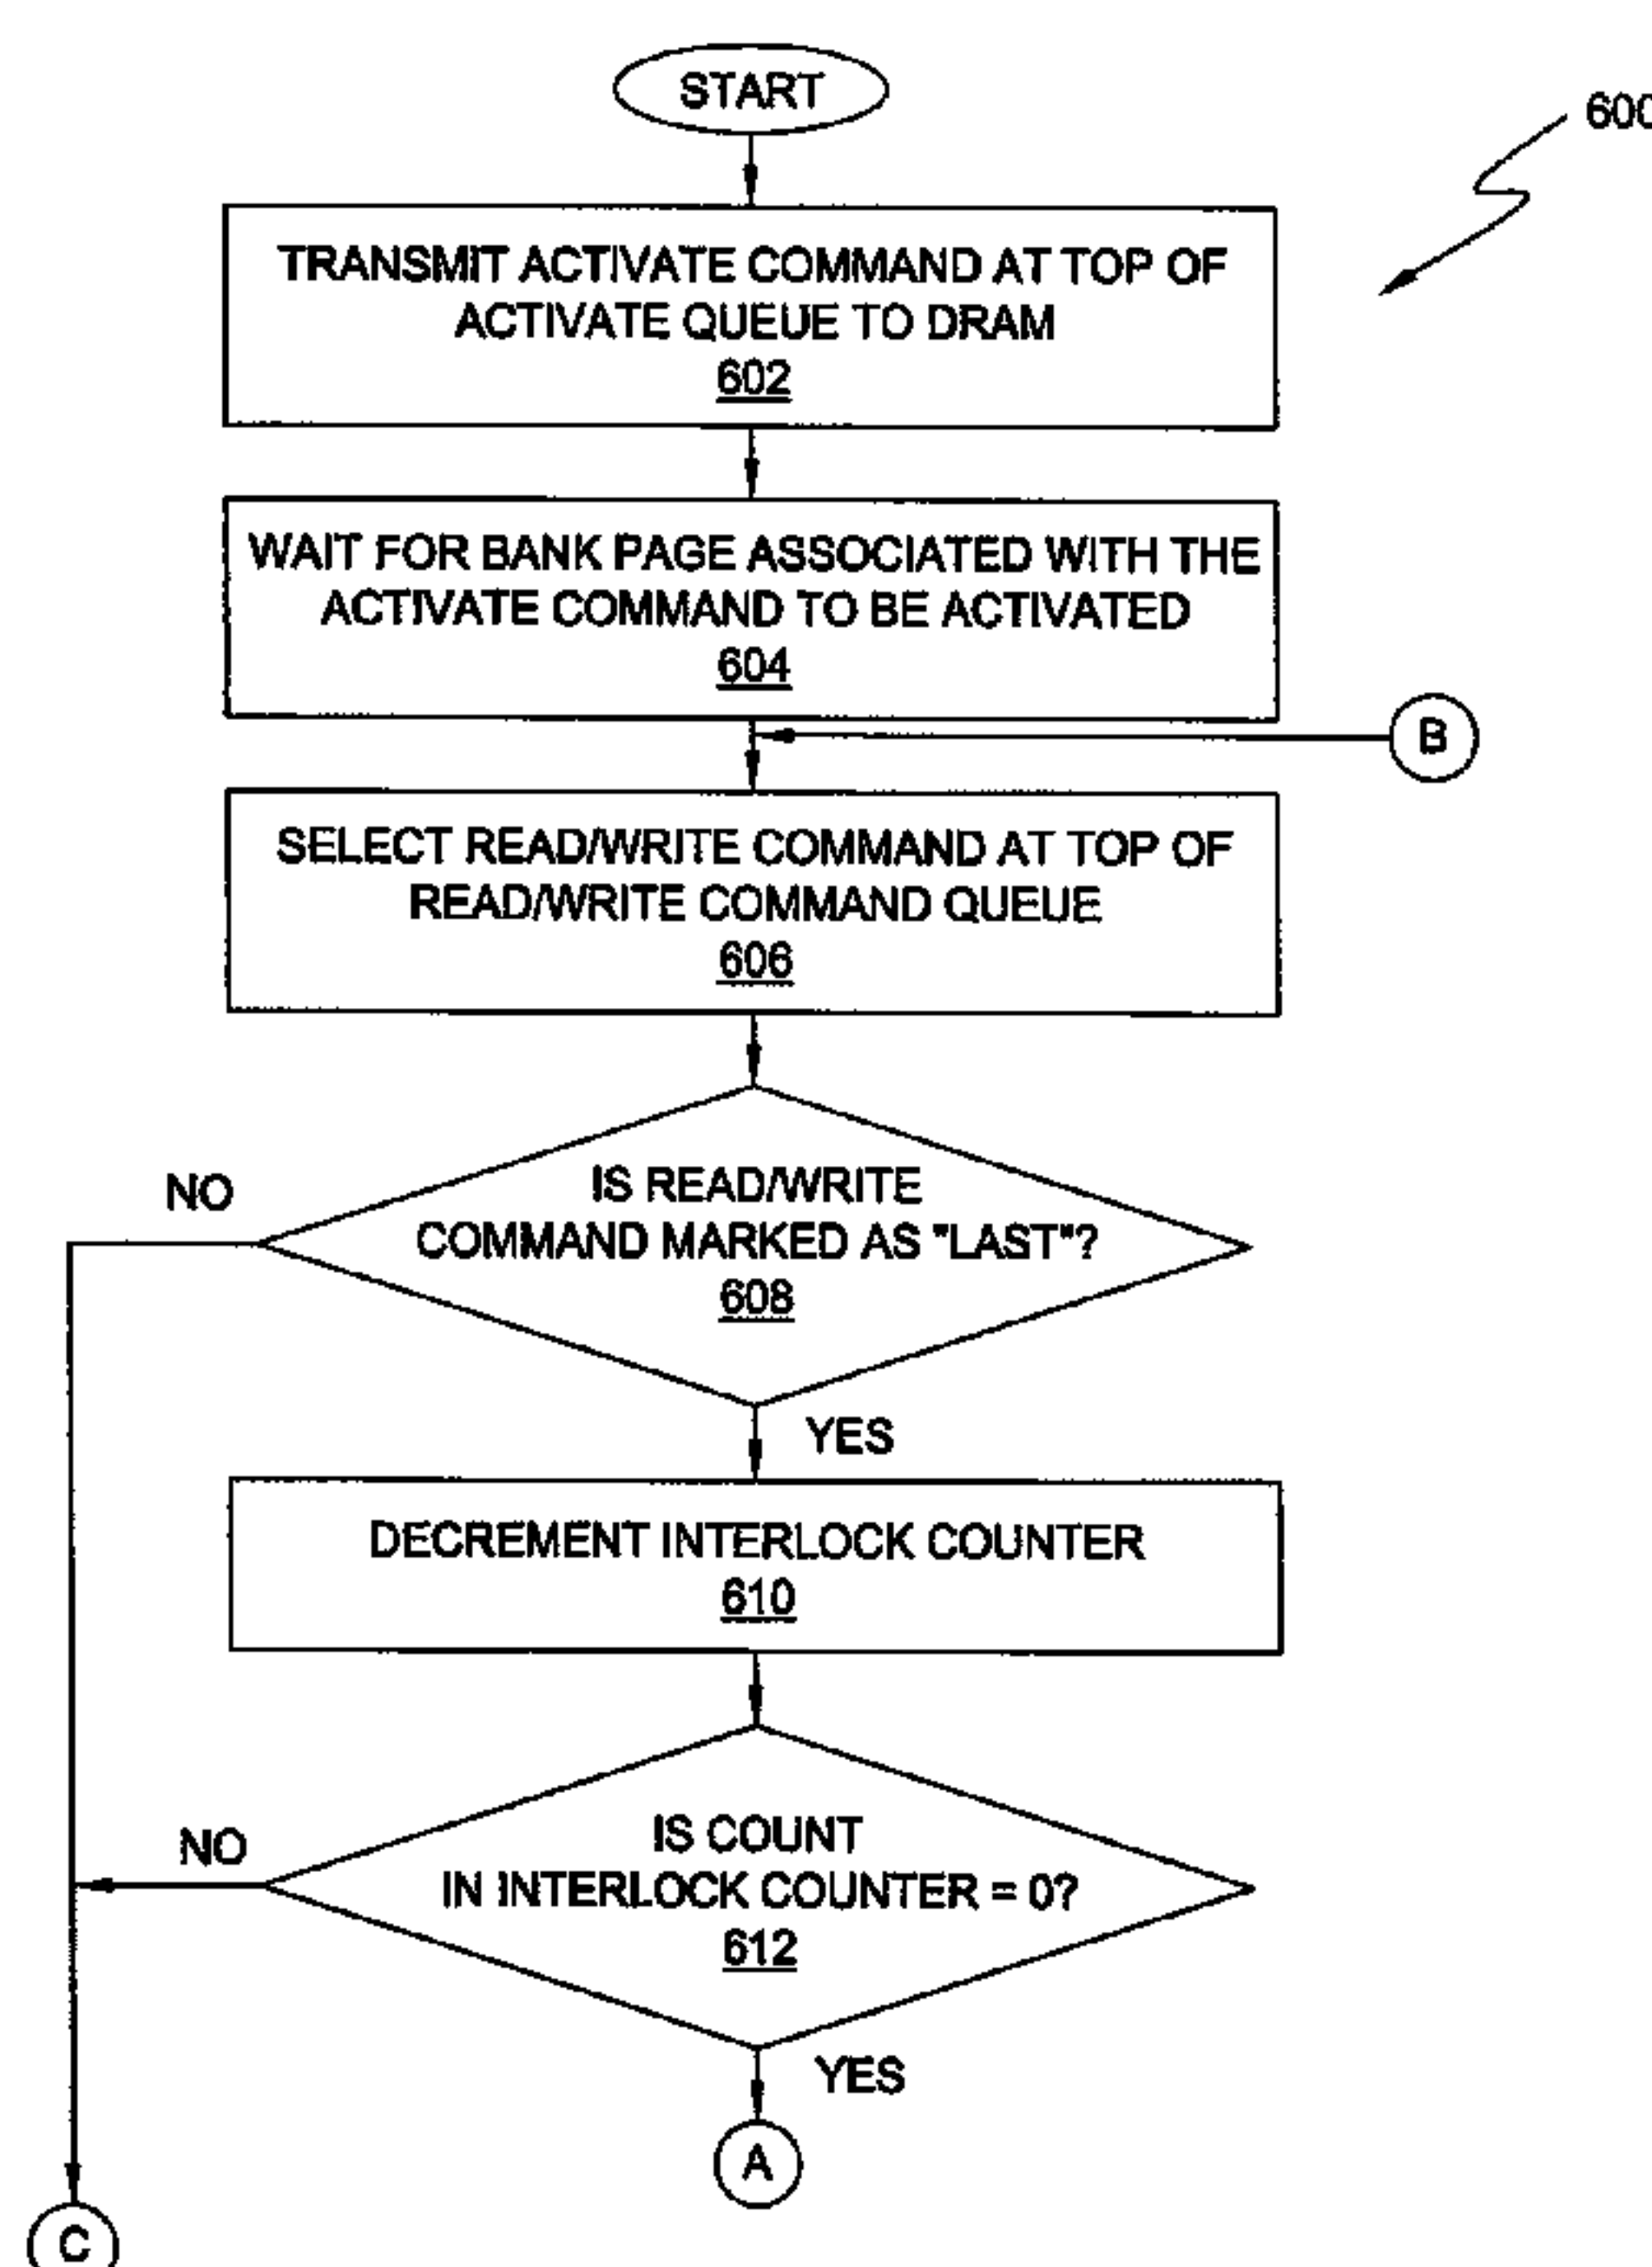 START
600
TRANSMIT ACTIVATE COMMAND AT TOP OF
ACTIVATE QUEUE TO DRAM
602
WAIT FOR BANK PAGE ASSOCIATED WITH THE
ACTIVATE COMMAND TO BE ACTIVATED
604
B
SELECT READ/WRITE COMMAND AT TOP OF
READ/WRITE COMMAND QUEUE
606
IS READ/WRITE
COMMAND MARKED AS "LAST"?
608
NO
YES
DECREMENT INTERLOCK COUNTER
610
IS COUNT
IN INTERLOCK COUNTER = 0?
612
NO
YES
A
C